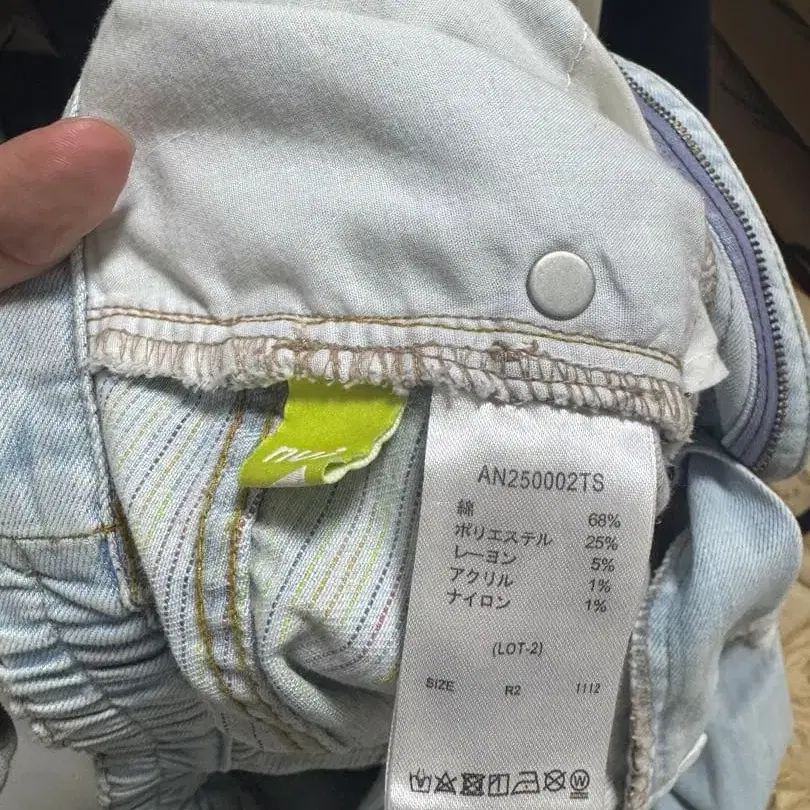 nui
AN250002TS
綿 68%
ポリエステル 25%
レーヨン 5%
アクリル 1%
ナイロン 1%
(LOT-2)
SIZE R2 1112
W